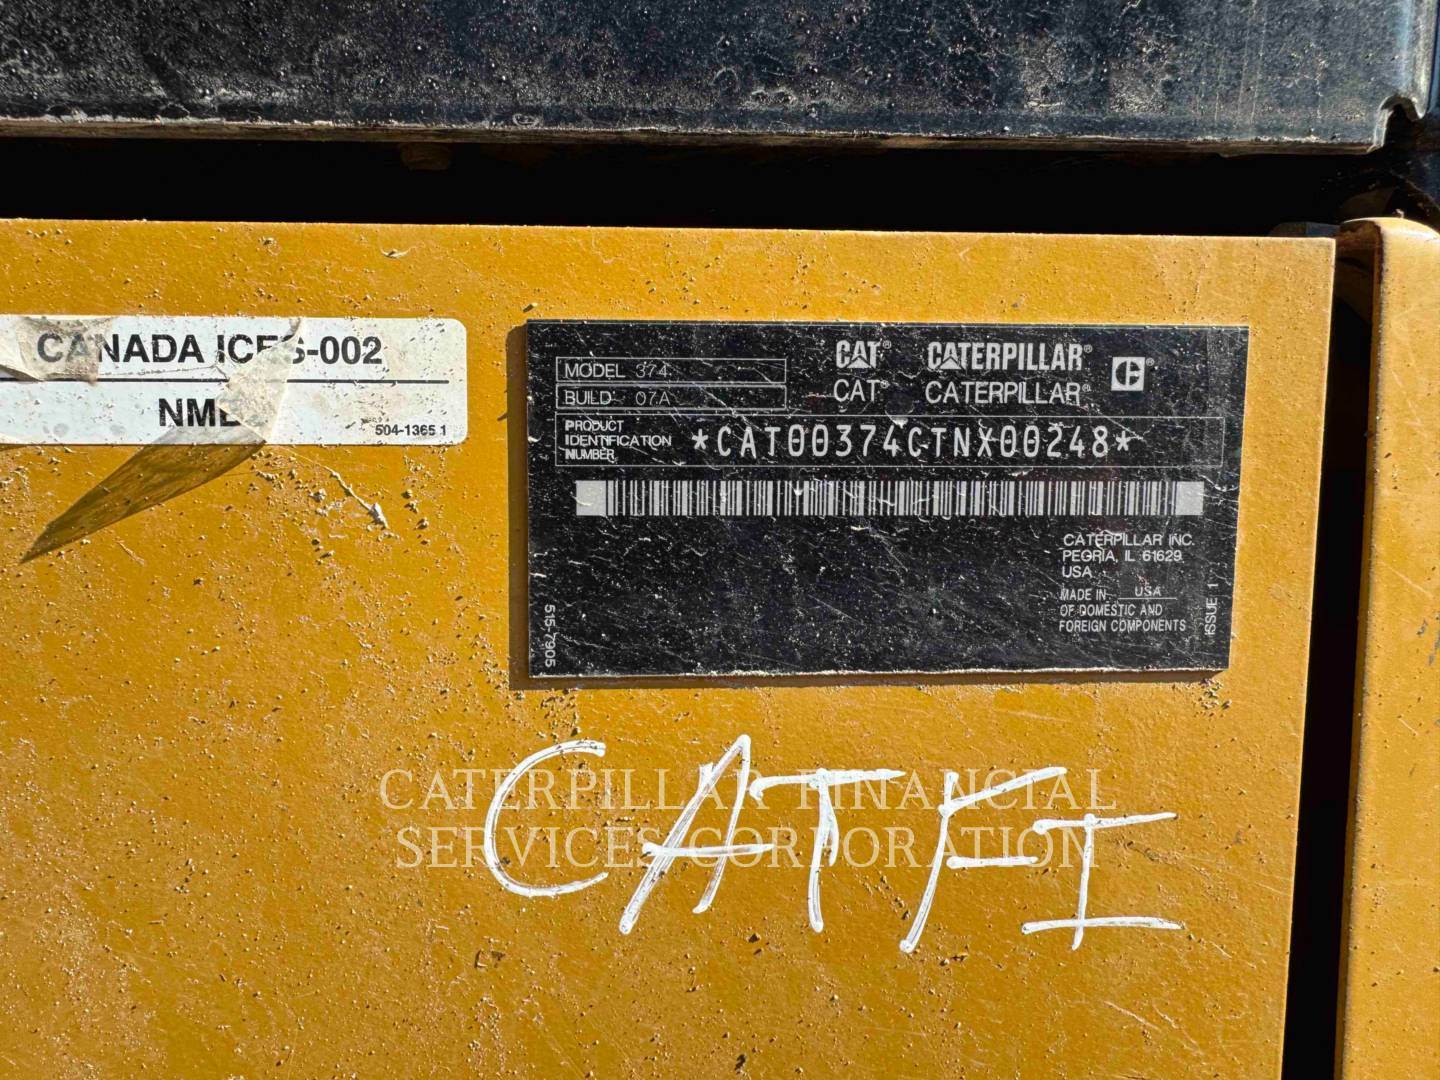 CANADA ICES-002
504-1365 1
MODEL 374
BUILD 07A
CAT® CATERPILLAR® C®
CAT® CATERPILLAR®
PRODUCT
IDENTIFICATION
NUMBER
*CAT00374CTNX00248*
CATERPILLAR INC.
PEORIA, IL 61629
USA
MADE IN USA
OF DOMESTIC AND
FOREIGN COMPONENTS
ISSUE 1
515-7905
CATFI
CATERPILLAR FINANCIAL
SERVICES CORPORATION